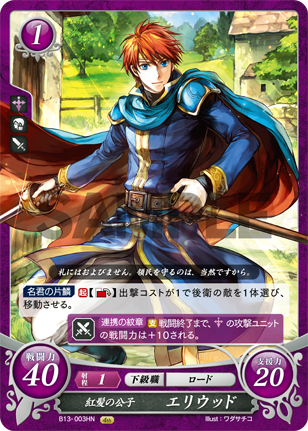 1
SAMPLE
礼にはおよびません。領民を守るのは、当然ですから。
名君の片鱗 起【】出撃コストが1で後衛の敵を1体選び、
移動させる。
連携の紋章 支 戦闘終了まで、の攻撃ユニット
の戦闘力は+10される。
戦闘力
40
射程 1 下級職 ロード
支援力
20
紅髪の公子 エリウッド
B13-003HN
Illust:ワダサチコ